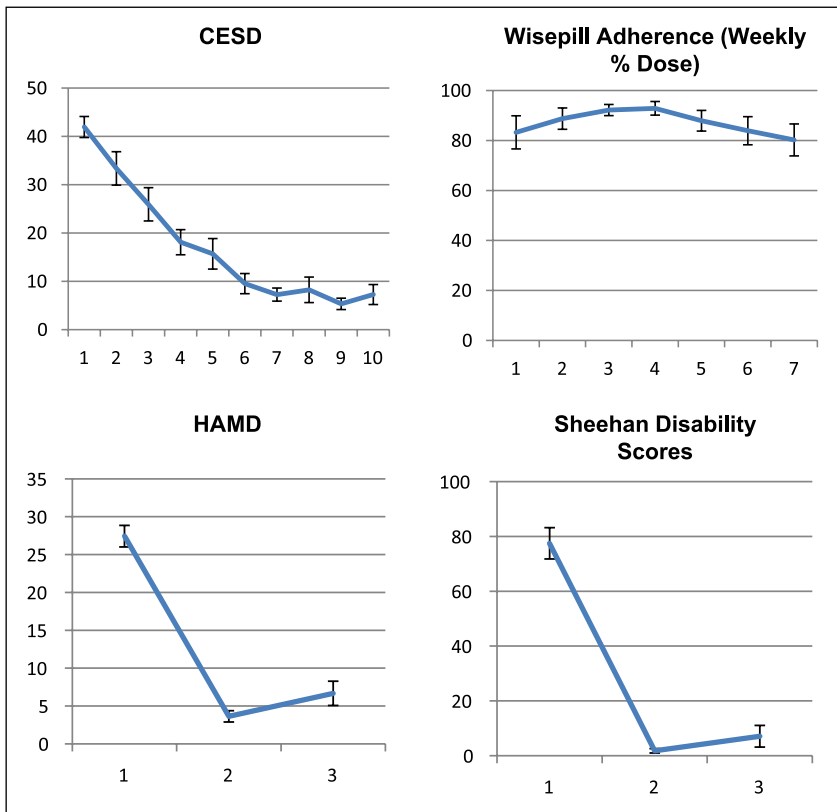 CESD
50
40
30
20
10
0
1 2 3 4 5 6 7 8 9 10
Wisepill Adherence (Weekly
% Dose)
100
80
60
40
20
0
1 2 3 4 5 6 7
HAMD
35
30
25
20
15
10
5
0
1 2 3
Sheehan Disability
Scores
100
80
60
40
20
0
1 2 3